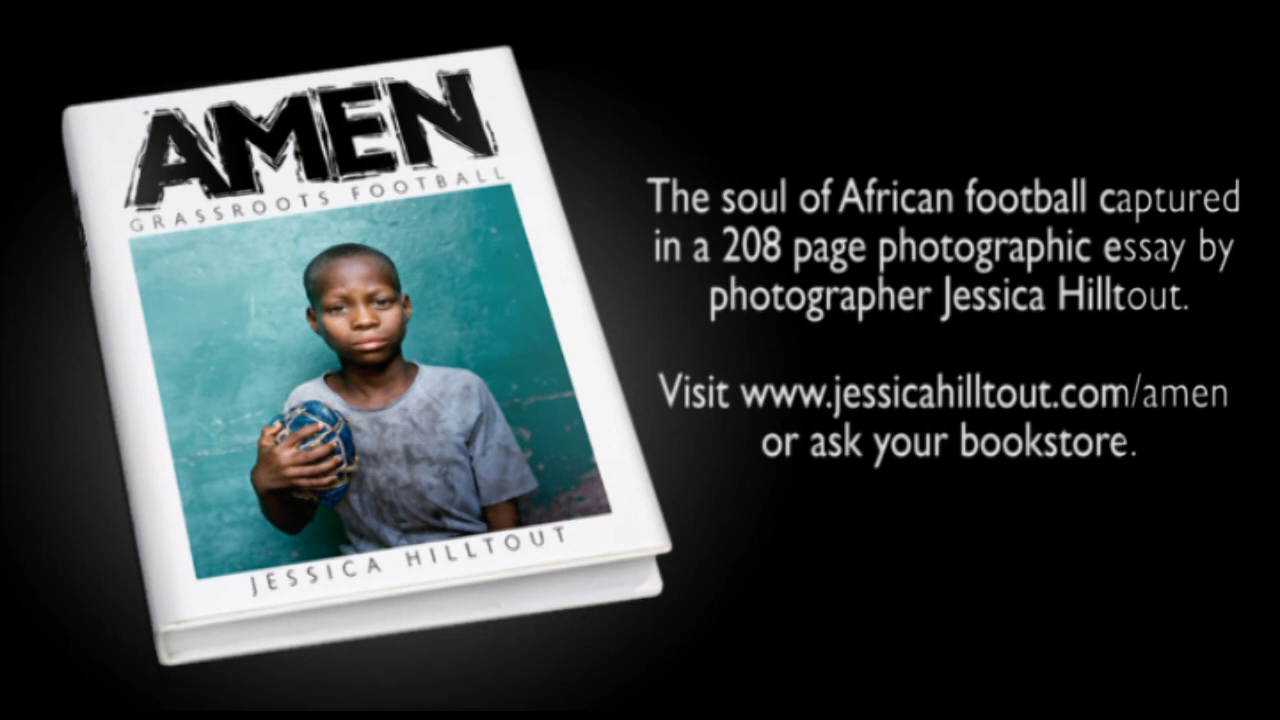 AMEN
GRASSROOTS FOOTBALL
JESSICA HILLTOUT
The soul of African football captured
in a 208 page photographic essay by
photographer Jessica Hilltout.
Visit www.jessicahilltout.com/amen
or ask your bookstore.